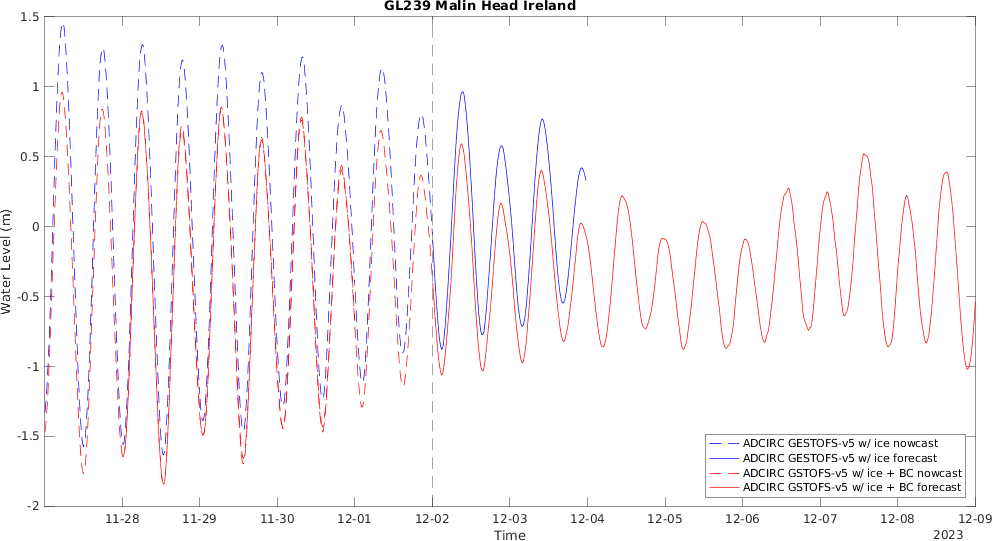 GL239 Malin Head Ireland
1.5
1
0.5
0
-0.5
-1
-1.5
-2
Water Level (m)
ADCIRC GESTOFS-v5 w/ ice nowcast
ADCIRC GESTOFS-v5 w/ ice forecast
ADCIRC GSTOFS-v5 w/ ice + BC nowcast
ADCIRC GSTOFS-v5 w/ ice + BC forecast
11-28 11-29 11-30 12-01 12-02 12-03 12-04 12-05 12-06 12-07 12-08 12-09
Time 2023